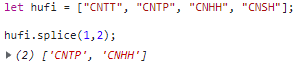 let hufi = ["CNTT", "CNTP", "CNHH", "CNSH"];
hufi.splice(1,2);
▸ (2) ['CNTP', 'CNHH']